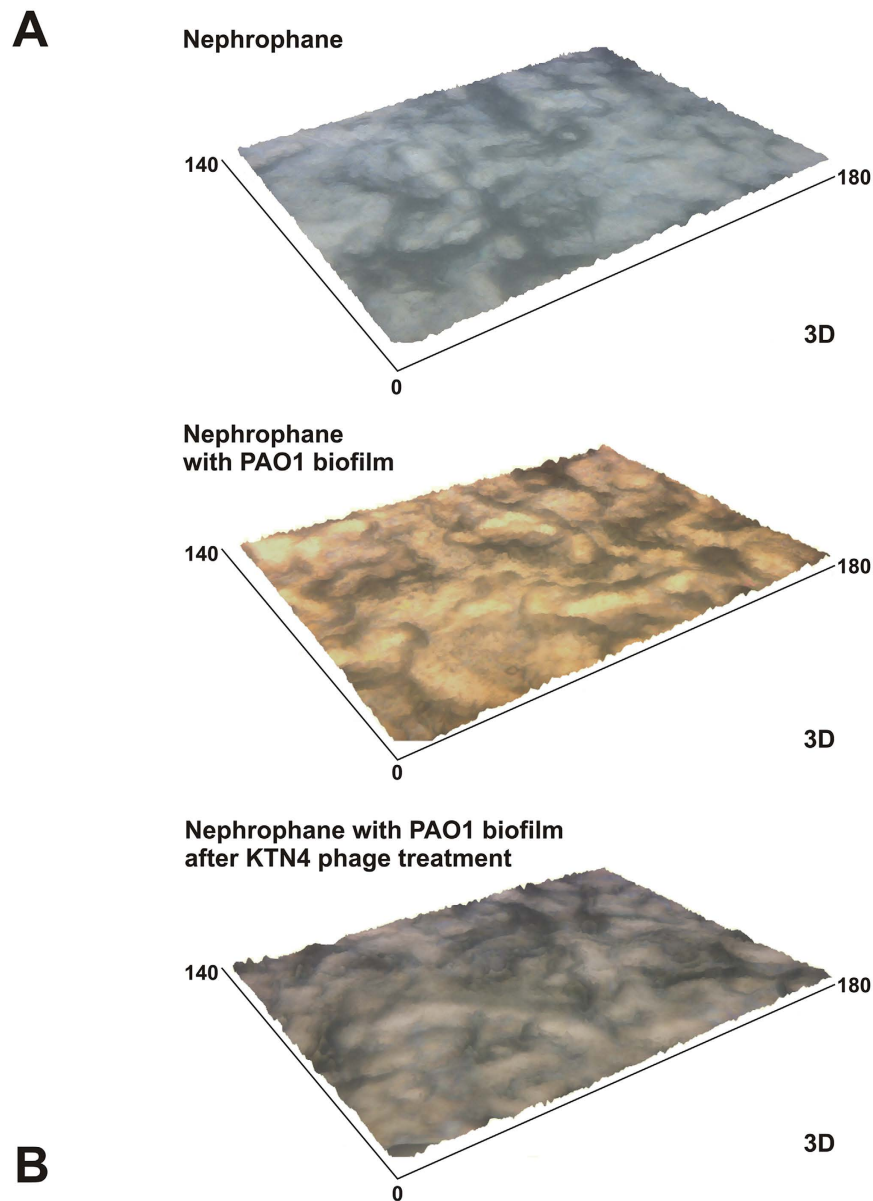 A
Nephrophane
140
180
3D
0
Nephrophane
with PAO1 biofilm
140
180
3D
0
Nephrophane with PAO1 biofilm
after KTN4 phage treatment
140
180
3D
B
0